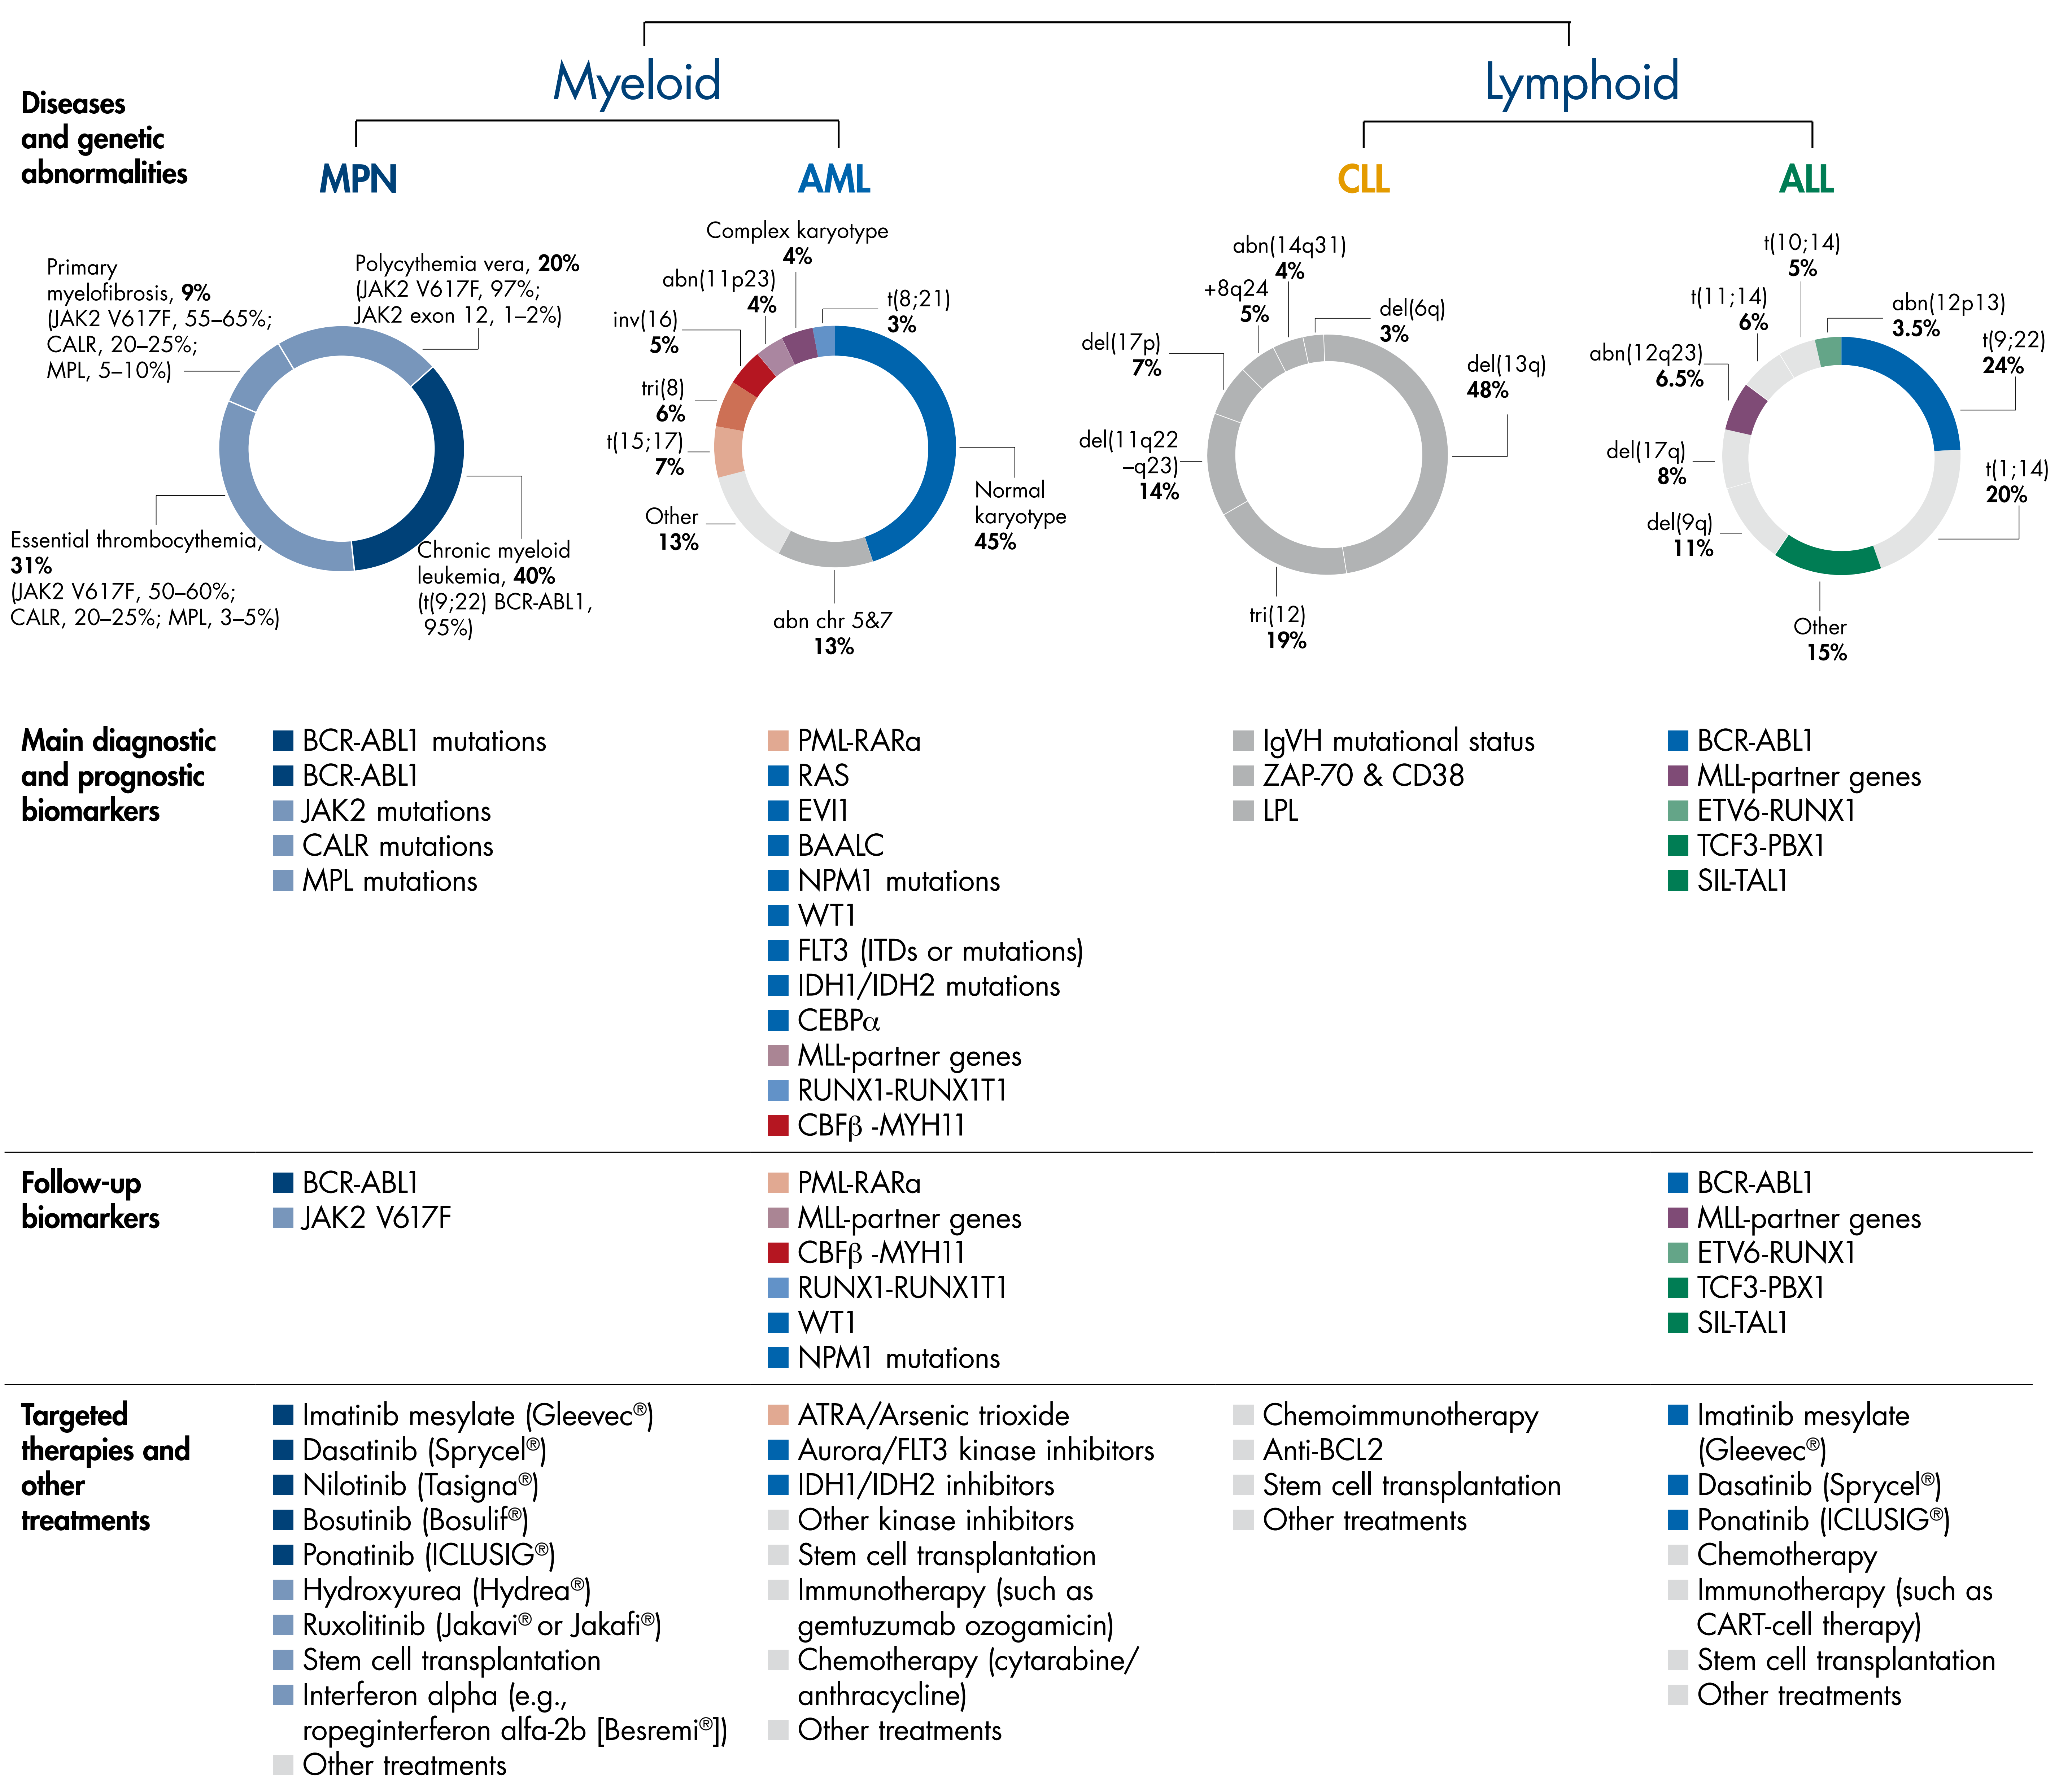 Myeloid
Lymphoid
Diseases
and genetic
abnormalities
MPN
AML
CLL
ALL
Primary
myelofibrosis, 9%
(JAK2 V617F, 55–65%;
CALR, 20–25%;
MPL, 5–10%)
Polycythemia vera, 20%
(JAK2 V617F, 97%;
JAK2 exon 12, 1–2%)
Essential thrombocythemia,
31%
(JAK2 V617F, 50–60%;
CALR, 20–25%; MPL, 3–5%)
Chronic myeloid
leukemia, 40%
(t(9;22) BCR-ABL1,
95%)
Complex karyotype
4%
abn(11p23)
4%
t(8;21)
3%
inv(16)
5%
tri(8)
6%
t(15;17)
7%
Other
13%
Normal
karyotype
45%
abn chr 5&7
13%
abn(14q31)
4%
+8q24
5%
del(6q)
3%
del(17p)
7%
del(13q)
48%
del(11q22
–q23)
14%
tri(12)
19%
t(10;14)
5%
t(11;14)
6%
abn(12p13)
3.5%
t(9;22)
24%
abn(12q23)
6.5%
del(17q)
8%
t(1;14)
20%
del(9q)
11%
Other
15%
Main diagnostic
and prognostic
biomarkers
BCR-ABL1 mutations
BCR-ABL1
JAK2 mutations
CALR mutations
MPL mutations
PML-RARa
RAS
EVI1
BAALC
NPM1 mutations
WT1
FLT3 (ITDs or mutations)
IDH1/IDH2 mutations
CEBPα
MLL-partner genes
RUNX1-RUNX1T1
CBFβ -MYH11
IgVH mutational status
ZAP-70 & CD38
LPL
BCR-ABL1
MLL-partner genes
ETV6-RUNX1
TCF3-PBX1
SIL-TAL1
Follow-up
biomarkers
BCR-ABL1
JAK2 V617F
PML-RARa
MLL-partner genes
CBFβ -MYH11
RUNX1-RUNX1T1
WT1
NPM1 mutations
BCR-ABL1
MLL-partner genes
ETV6-RUNX1
TCF3-PBX1
SIL-TAL1
Targeted
therapies and
other
treatments
Imatinib mesylate (Gleevec®)
Dasatinib (Sprycel®)
Nilotinib (Tasigna®)
Bosutinib (Bosulif®)
Ponatinib (ICLUSIG®)
Hydroxyurea (Hydrea®)
Ruxolitinib (Jakavi® or Jakafi®)
Stem cell transplantation
Interferon alpha (e.g.,
ropeginterferon alfa-2b [Besremi®])
Other treatments
ATRA/Arsenic trioxide
Aurora/FLT3 kinase inhibitors
IDH1/IDH2 inhibitors
Other kinase inhibitors
Stem cell transplantation
Immunotherapy (such as
gemtuzumab ozogamicin)
Chemotherapy (cytarabine/
anthracycline)
Other treatments
Chemoimmunotherapy
Anti-BCL2
Stem cell transplantation
Other treatments
Imatinib mesylate
(Gleevec®)
Dasatinib (Sprycel®)
Ponatinib (ICLUSIG®)
Chemotherapy
Immunotherapy (such as
CART-cell therapy)
Stem cell transplantation
Other treatments